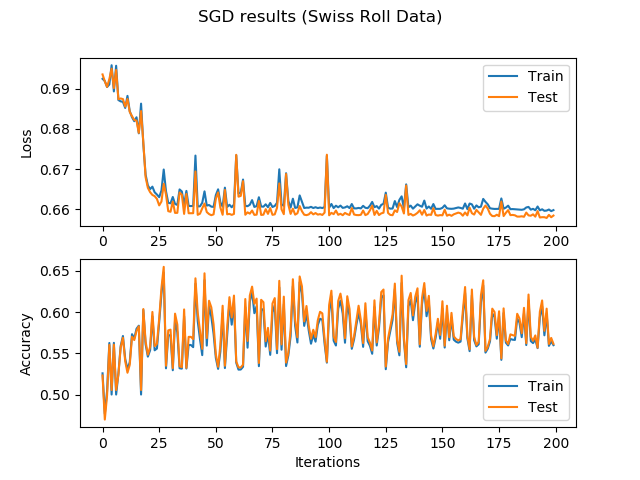 SGD results (Swiss Roll Data)
Loss
0.69
0.68
0.67
0.66
Train
Test
0 25 50 75 100 125 150 175 200
Accuracy
0.65
0.60
0.55
0.50
Train
Test
0 25 50 75 100 125 150 175 200
Iterations